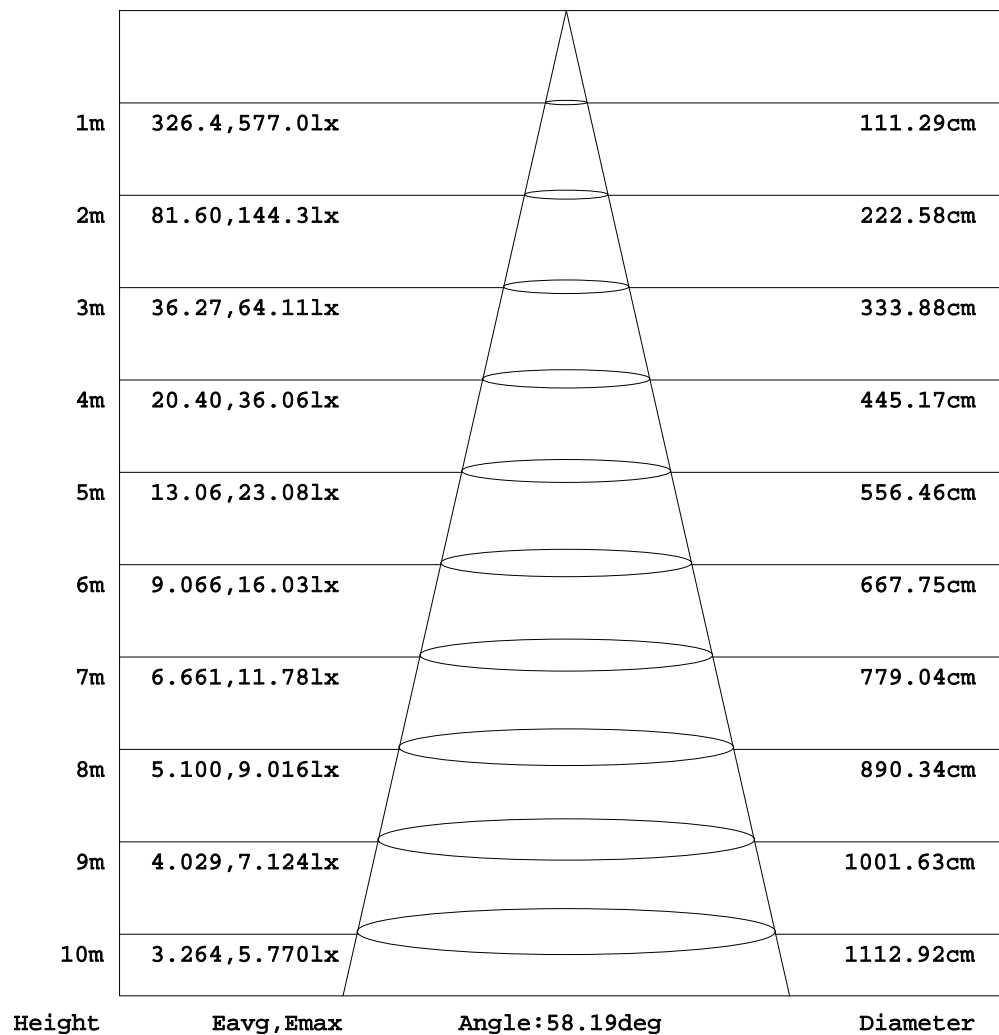 1m 326.4,577.0lx 111.29cm
2m 81.60,144.3lx 222.58cm
3m 36.27,64.11lx 333.88cm
4m 20.40,36.06lx 445.17cm
5m 13.06,23.08lx 556.46cm
6m 9.066,16.03lx 667.75cm
7m 6.661,11.78lx 779.04cm
8m 5.100,9.016lx 890.34cm
9m 4.029,7.124lx 1001.63cm
10m 3.264,5.770lx 1112.92cm
Height Eavg,Emax Angle:58.19deg Diameter